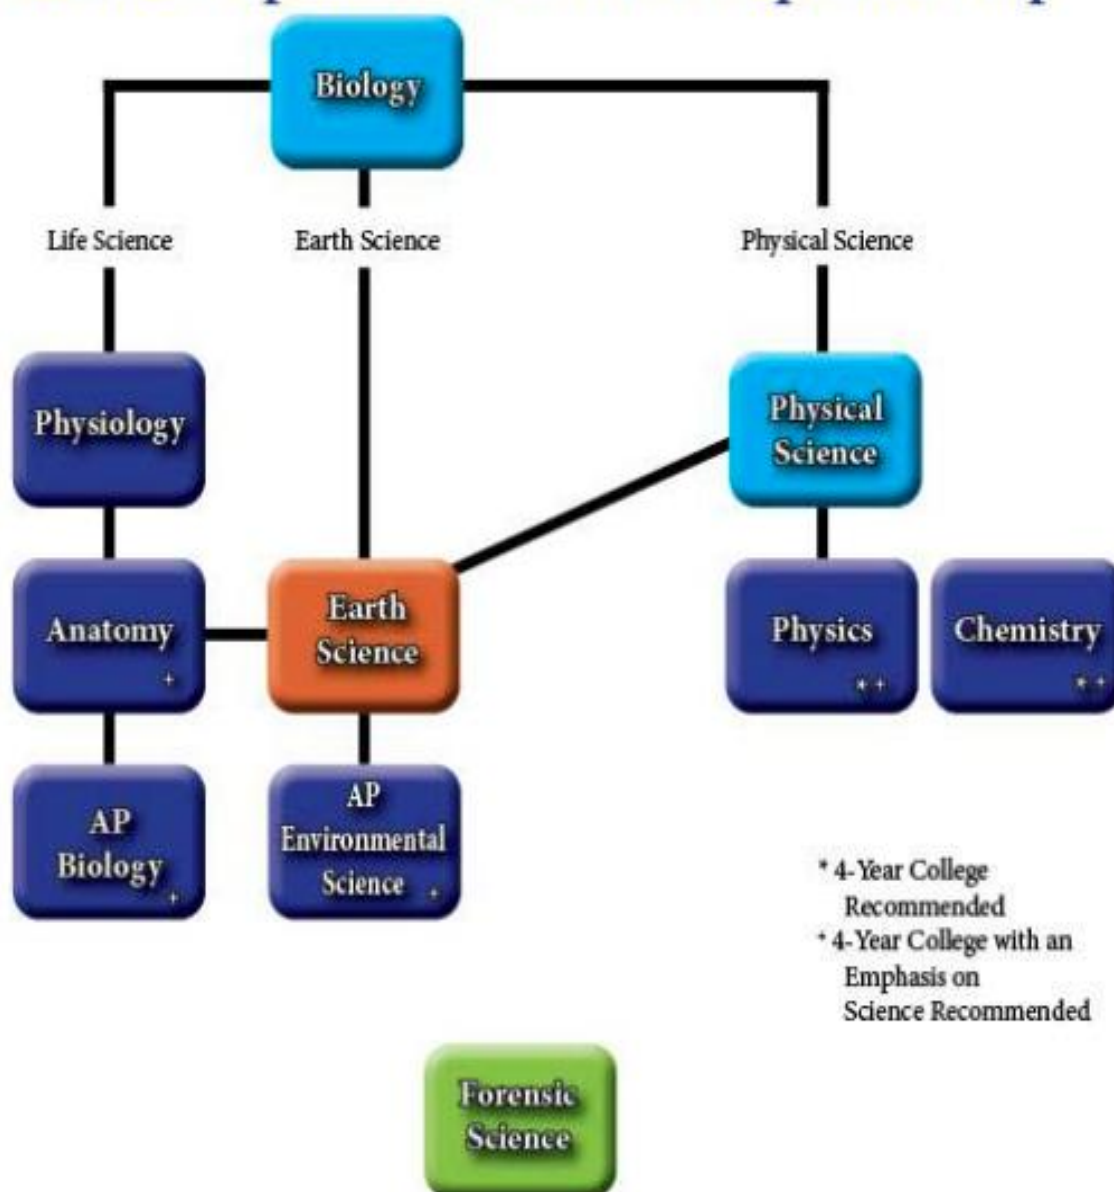 Biology
Life Science
Earth Science
Physical Science
Physiology
Physical
Science
Anatomy
+
Earth
Science
Physics
* +
Chemistry
* +
AP
Biology
+
AP
Environmental
Science +
* 4-Year College
Recommended
+ 4-Year College with an
Emphasis on
Science Recommended
Forensic
Science